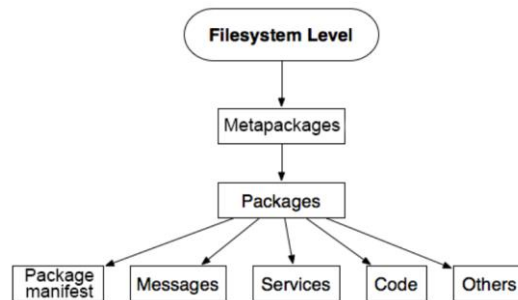 Filesystem Level
Metapackages
Packages
Package
manifest
Messages
Services
Code
Others